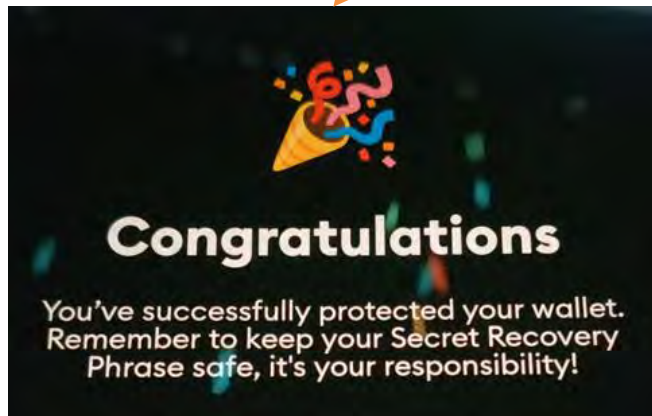 Congratulations
You've successfully protected your wallet.
Remember to keep your Secret Recovery
Phrase safe, it's your responsibility!